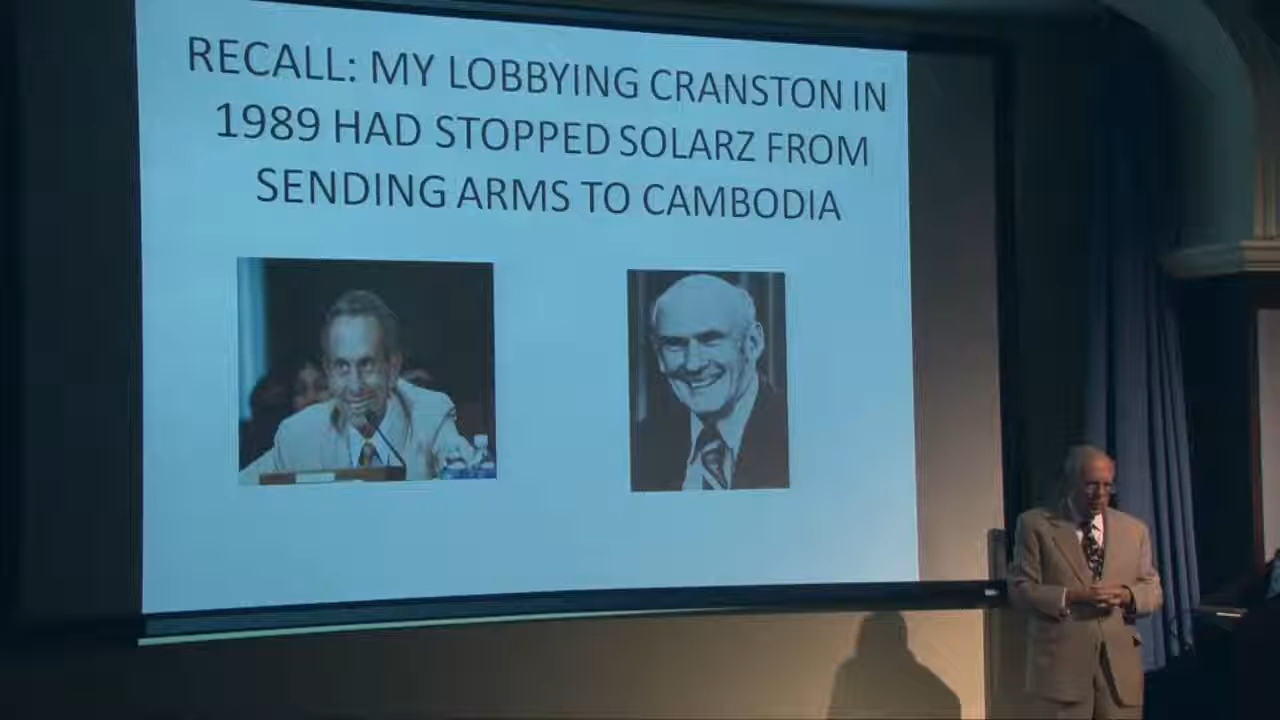 RECALL: MY LOBBYING CRANSTON IN
1989 HAD STOPPED SOLARZ FROM
SENDING ARMS TO CAMBODIA